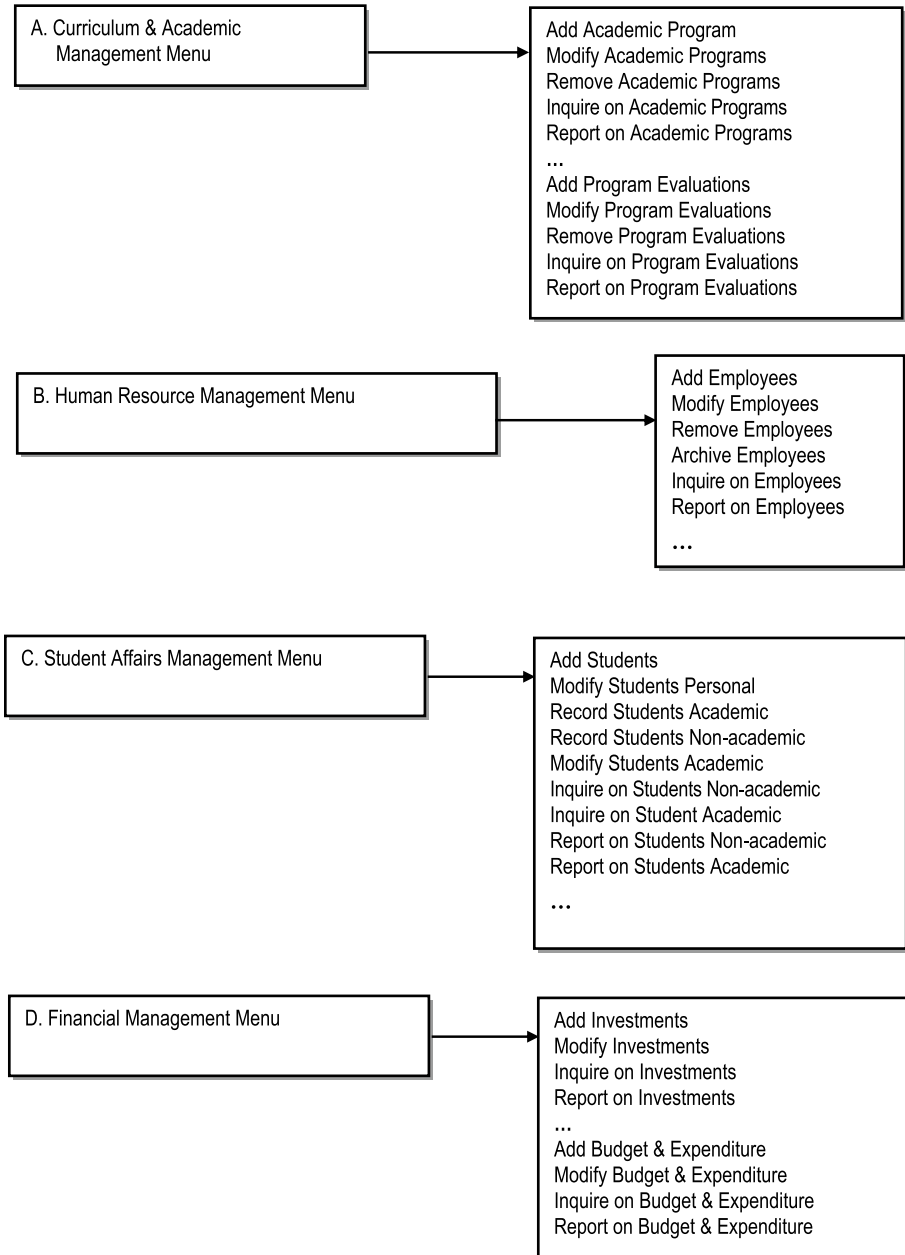 A. Curriculum & Academic
Management Menu
Add Academic Program
Modify Academic Programs
Remove Academic Programs
Inquire on Academic Programs
Report on Academic Programs
...
Add Program Evaluations
Modify Program Evaluations
Remove Program Evaluations
Inquire on Program Evaluations
Report on Program Evaluations
B. Human Resource Management Menu
Add Employees
Modify Employees
Remove Employees
Archive Employees
Inquire on Employees
Report on Employees
...
C. Student Affairs Management Menu
Add Students
Modify Students Personal
Record Students Academic
Record Students Non-academic
Modify Students Academic
Inquire on Students Non-academic
Inquire on Student Academic
Report on Students Non-academic
Report on Students Academic
...
D. Financial Management Menu
Add Investments
Modify Investments
Inquire on Investments
Report on Investments
...
Add Budget & Expenditure
Modify Budget & Expenditure
Inquire on Budget & Expenditure
Report on Budget & Expenditure